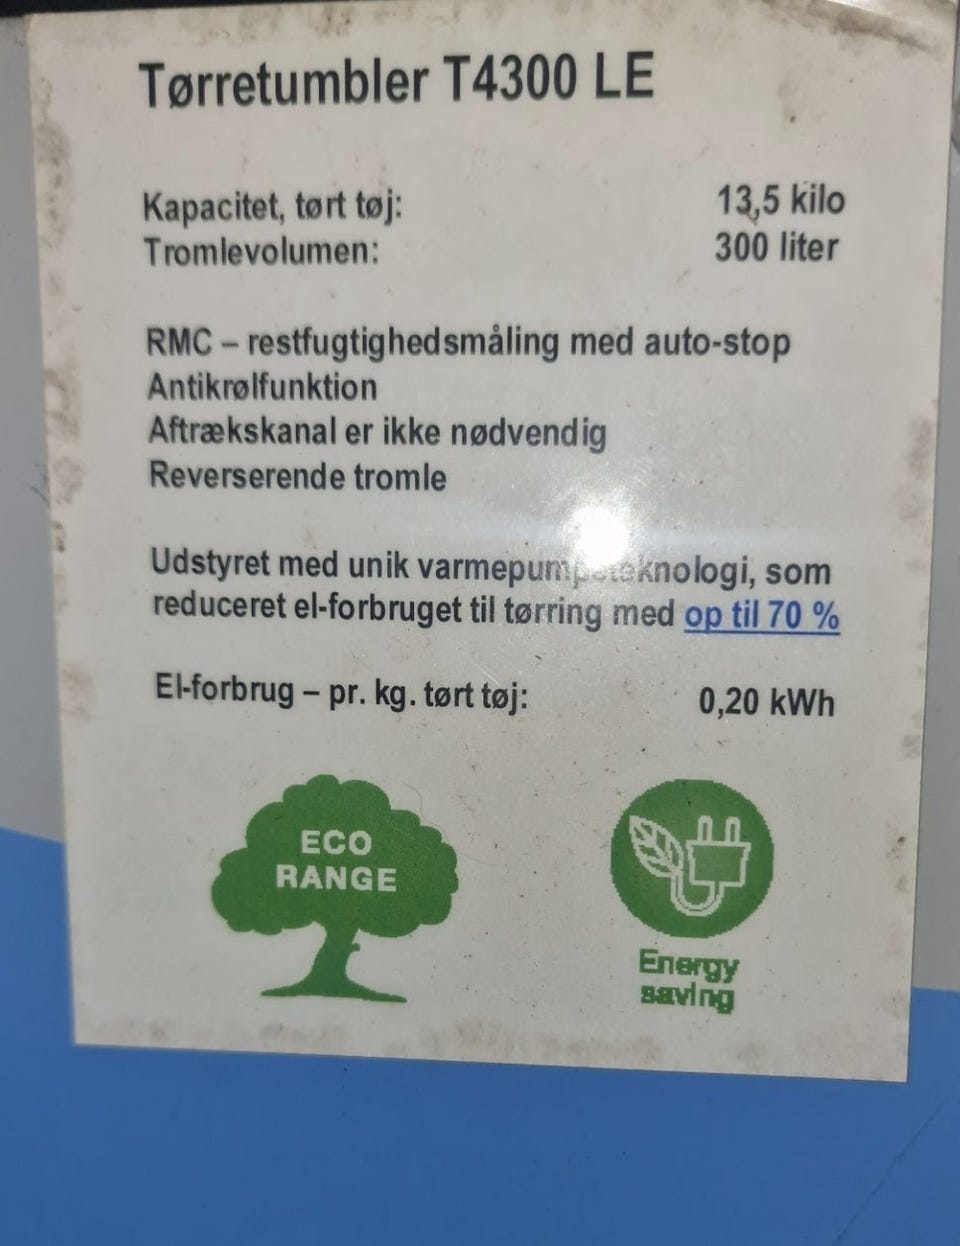 Tørretumbler T4300 LE
Kapacitet, tørt tøj: 13,5 kilo
Tromlevolumen: 300 liter
RMC – restfugtighedsmåling med auto-stop
Antikrølfunktion
Aftrækskanal er ikke nødvendig
Reverserende tromle
Udstyret med unik varmepumpeteknologi, som
reduceret el-forbruget til tørring med op til 70 %
El-forbrug – pr. kg. tørt tøj: 0,20 kWh
ECO
RANGE
Energy
saving